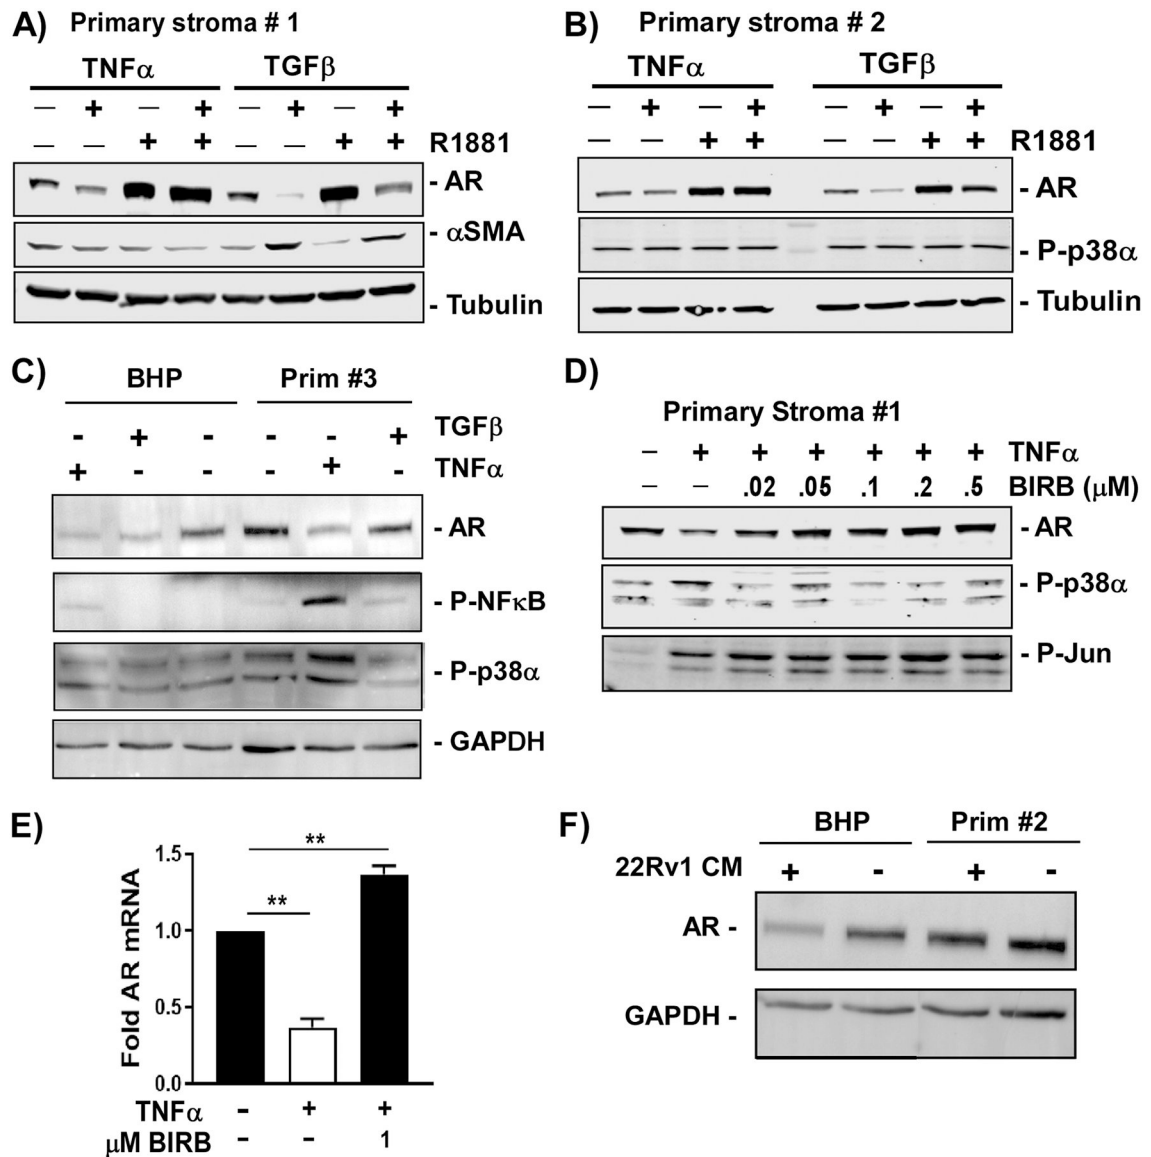 A) Primary stroma # 1
TNFα TGFβ
– + – + – + – +
– – + + – – + + R1881
- AR
- αSMA
- Tubulin
B) Primary stroma # 2
TNFα TGFβ
– + – + – + – +
– – + + – – + + R1881
- AR
- P-p38α
- Tubulin
C) BHP Prim #3
- + - - - + TGFβ
+ - - - + - TNFα
- AR
- P-NFκB
- P-p38α
- GAPDH
D)
Primary Stroma #1
– + + + + + + TNFα
– – .02 .05 .1 .2 .5 BIRB (μM)
- AR
- P-p38α
- P-Jun
E)
** 
**
Fold AR mRNA
1.5
1.0
0.5
0.0
TNFα - + +
μM BIRB - - 1
F) BHP Prim #2
22Rv1 CM + - + -
AR -
GAPDH -